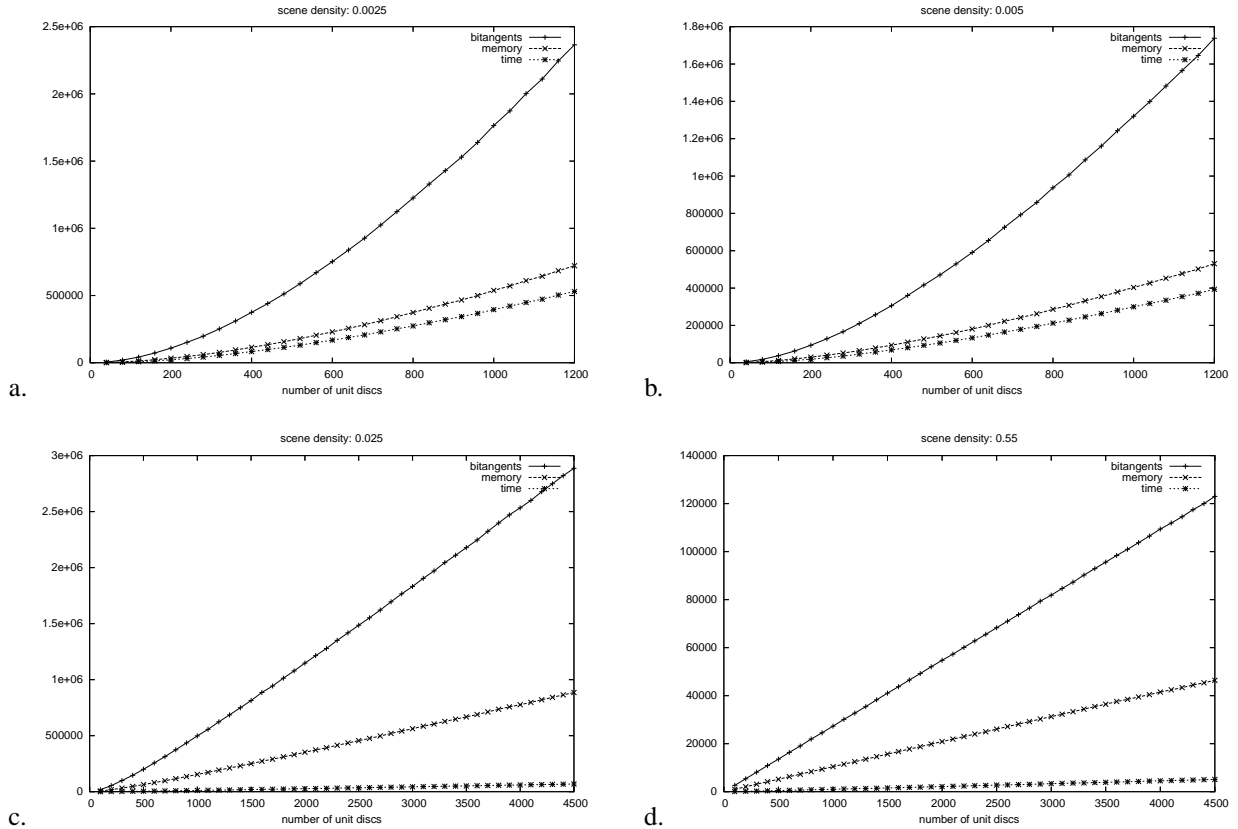 scene density: 0.0025
2.5e+06
2e+06
1.5e+06
1e+06
500000
0
bitangents
memory
time
0 200 400 600 800 1000 1200
number of unit discs
a.
scene density: 0.005
1.8e+06
1.6e+06
1.4e+06
1.2e+06
1e+06
800000
600000
400000
200000
0
bitangents
memory
time
0 200 400 600 800 1000 1200
number of unit discs
b.
scene density: 0.025
3e+06
2.5e+06
2e+06
1.5e+06
1e+06
500000
0
bitangents
memory
time
0 500 1000 1500 2000 2500 3000 3500 4000 4500
number of unit discs
c.
scene density: 0.55
140000
120000
100000
80000
60000
40000
20000
0
bitangents
memory
time
0 500 1000 1500 2000 2500 3000 3500 4000 4500
number of unit discs
d.